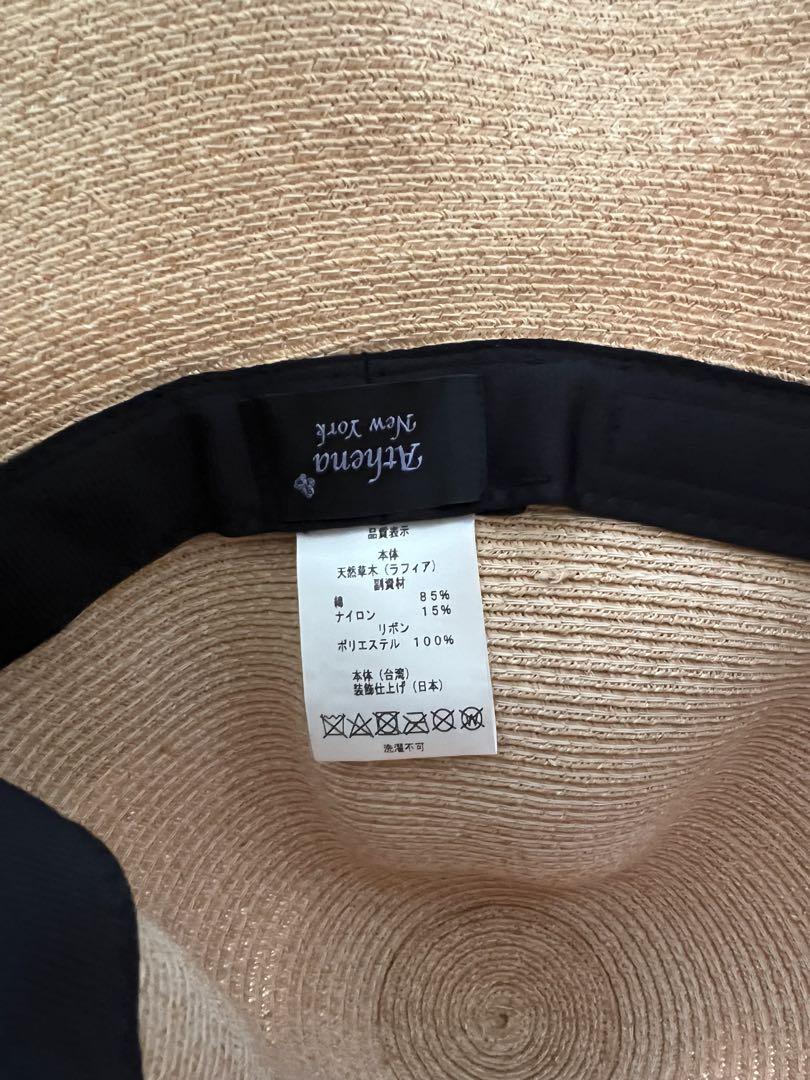 Athena
New York
品質表示
本体
天然草木（ラフィア）
副資材
綿 85%
ナイロン 15%
リボン
ポリエステル 100%
本体（台湾）
装飾仕上げ（日本）
洗濯不可